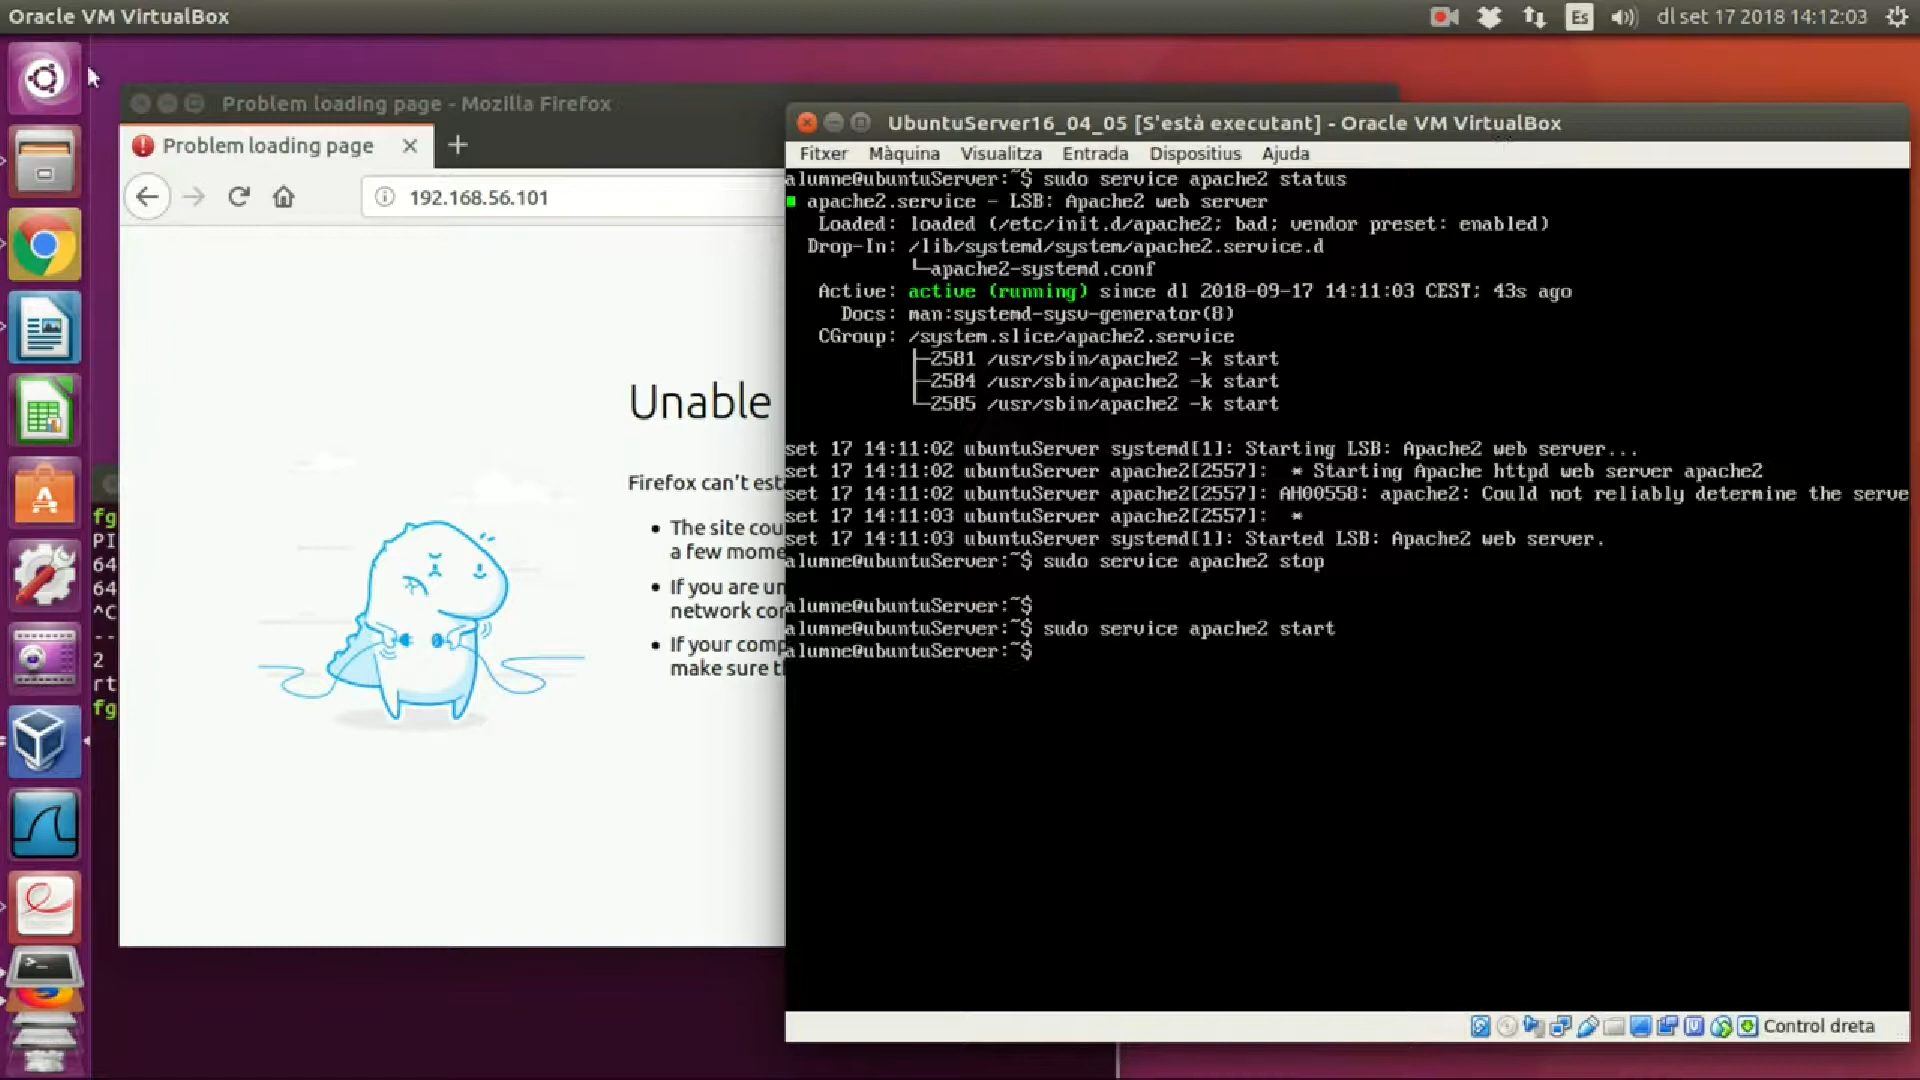 Oracle VM VirtualBox
Es
dl set 17 2018 14:12:03
Problem loading page - Mozilla Firefox
Problem loading page
192.168.56.101
Unable
Firefox can't est
The site cou
a few mome
If you are un
network con
If your comp
make sure th
fg
PI
64
64
^C
--
2
rt
fg
UbuntuServer16_04_05 [S'està executant] - Oracle VM VirtualBox
Fitxer Màquina Visualitza Entrada Dispositius Ajuda
alumne@ubuntuServer:~$ sudo service apache2 status
apache2.service - LSB: Apache2 web server
Loaded: loaded (/etc/init.d/apache2; bad; vendor preset: enabled)
Drop-In: /lib/systemd/system/apache2.service.d
└─apache2-systemd.conf
Active: active (running) since dl 2018-09-17 14:11:03 CEST; 43s ago
Docs: man:systemd-sysv-generator(8)
CGroup: /system.slice/apache2.service
├─2581 /usr/sbin/apache2 -k start
├─2584 /usr/sbin/apache2 -k start
└─2585 /usr/sbin/apache2 -k start
set 17 14:11:02 ubuntuServer systemd[1]: Starting LSB: Apache2 web server...
set 17 14:11:02 ubuntuServer apache2[2557]:  * Starting Apache httpd web server apache2
set 17 14:11:02 ubuntuServer apache2[2557]: AH00558: apache2: Could not reliably determine the serve
set 17 14:11:03 ubuntuServer apache2[2557]:  *
set 17 14:11:03 ubuntuServer systemd[1]: Started LSB: Apache2 web server.
alumne@ubuntuServer:~$ sudo service apache2 stop
alumne@ubuntuServer:~$
alumne@ubuntuServer:~$ sudo service apache2 start
alumne@ubuntuServer:~$
Control dreta